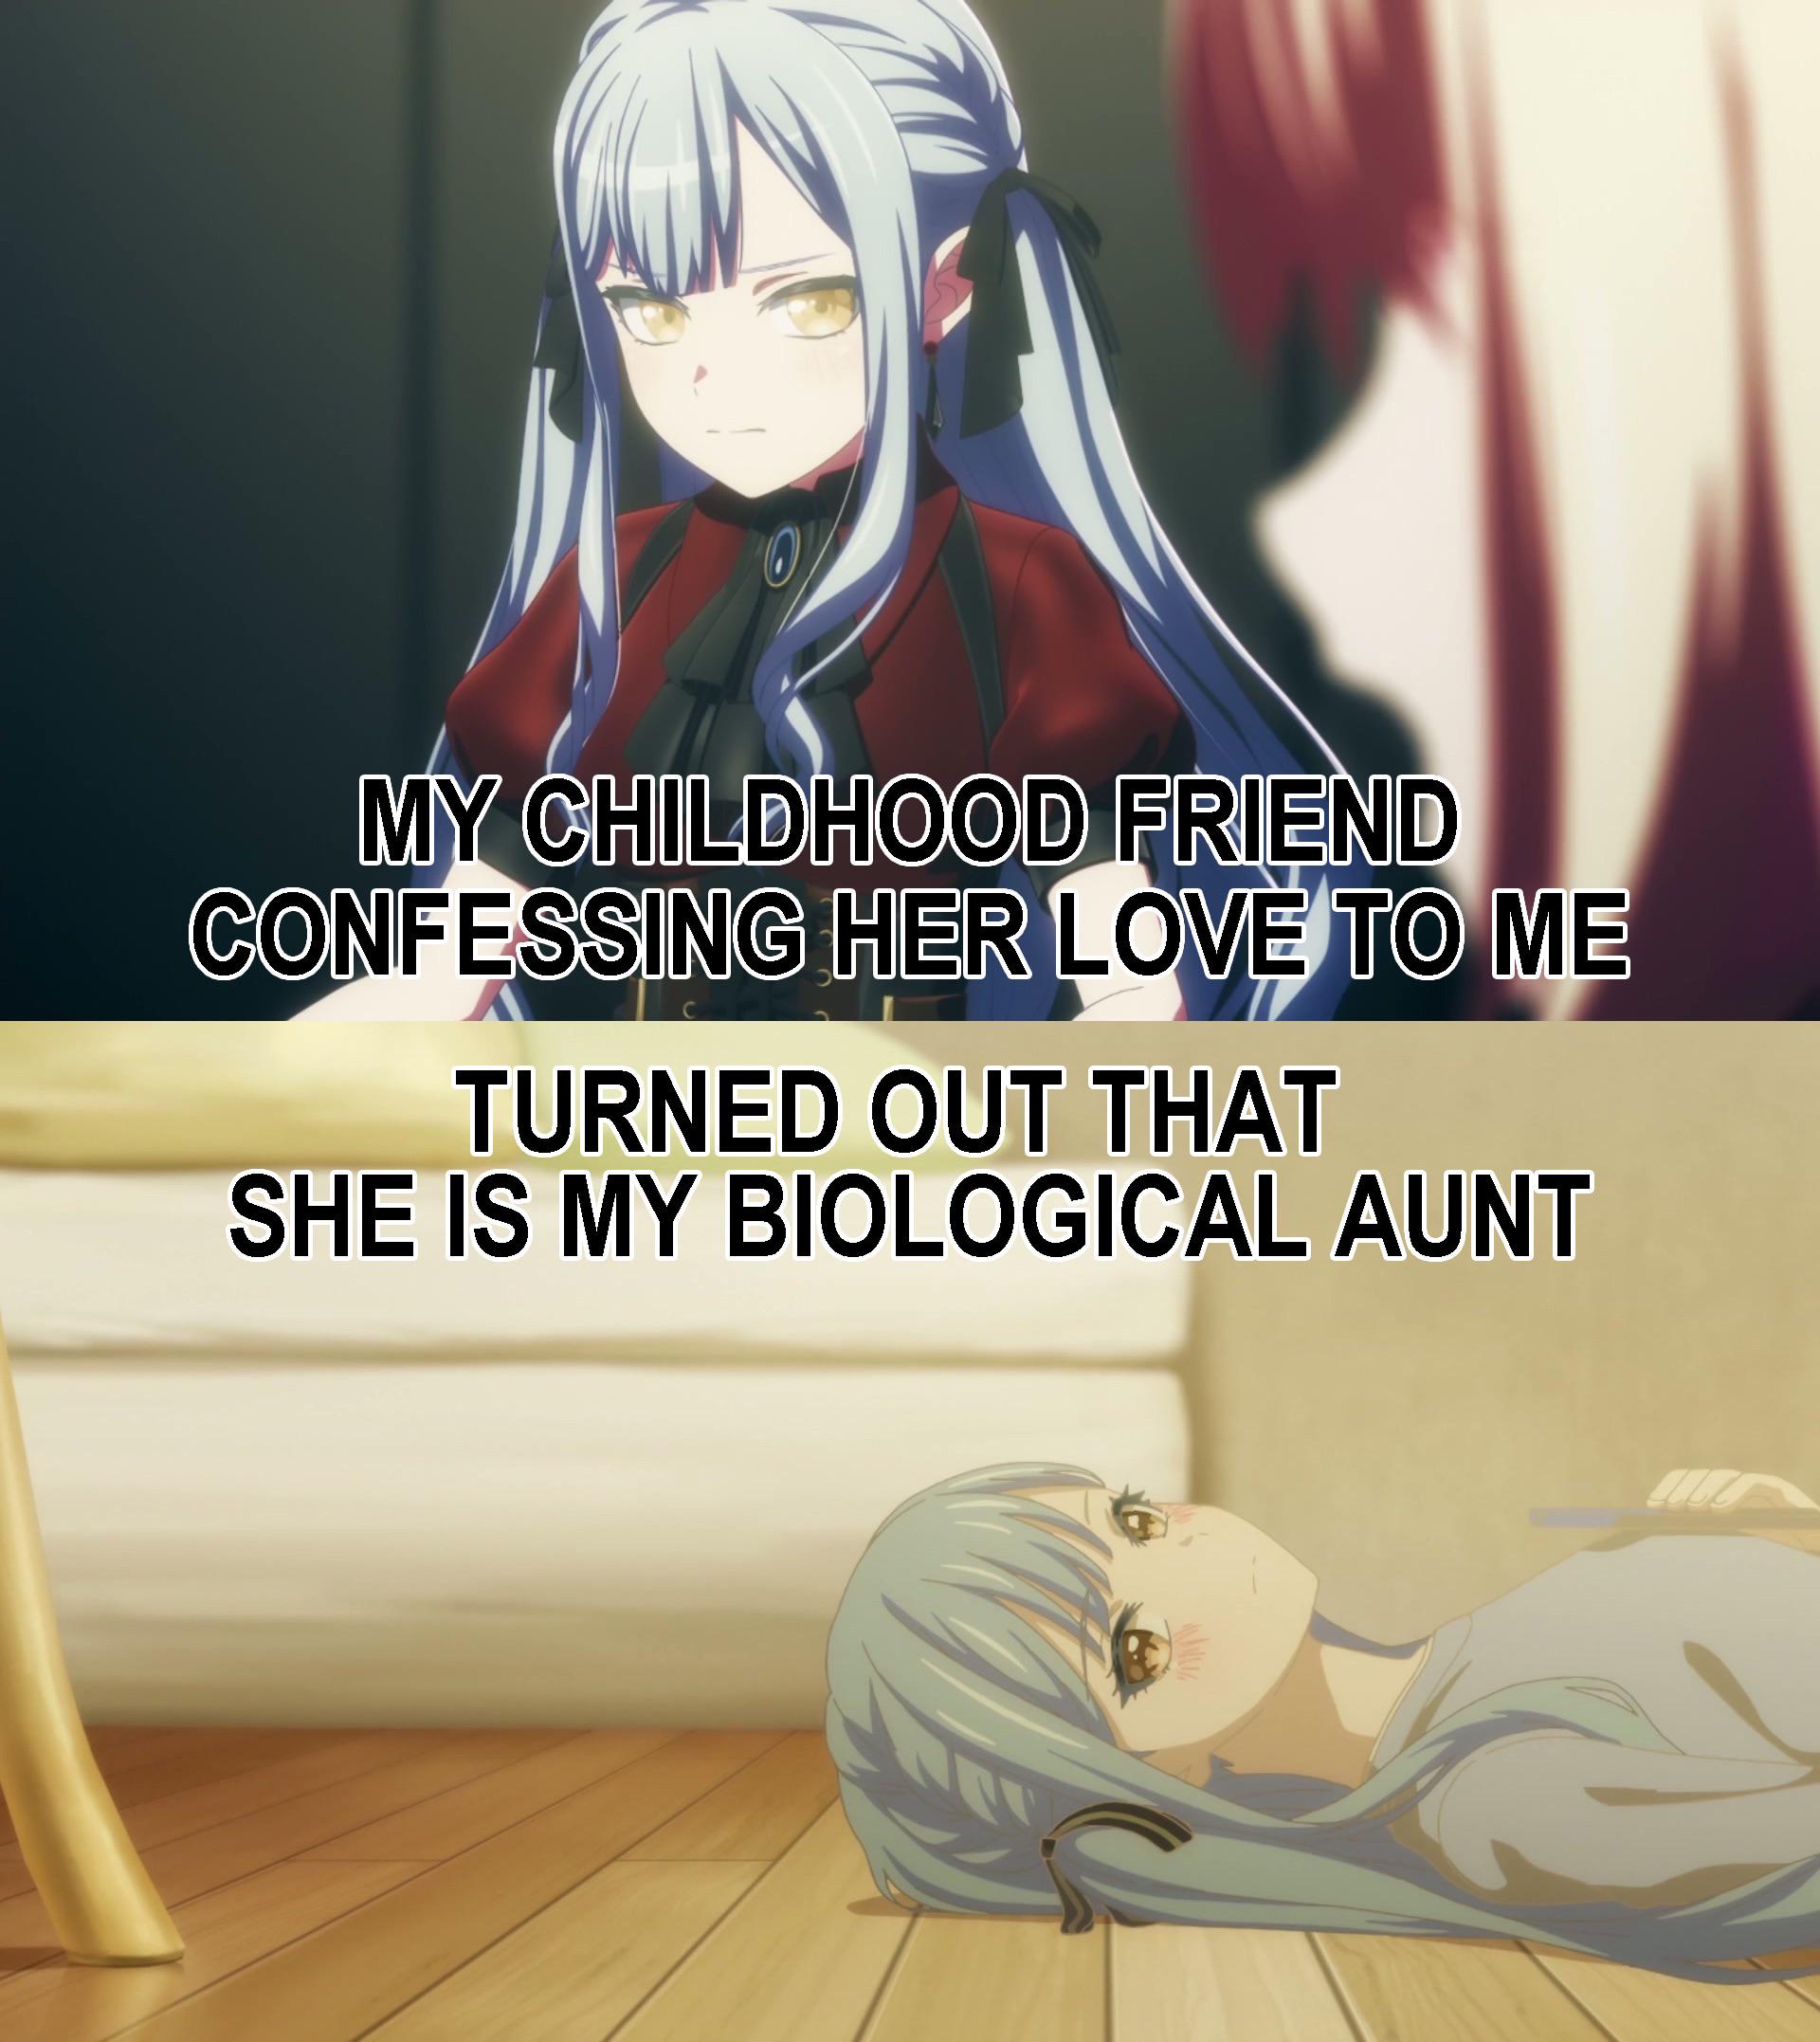 MY CHILDHOOD FRIEND
CONFESSING HER LOVE TO ME
TURNED OUT THAT
SHE IS MY BIOLOGICAL AUNT